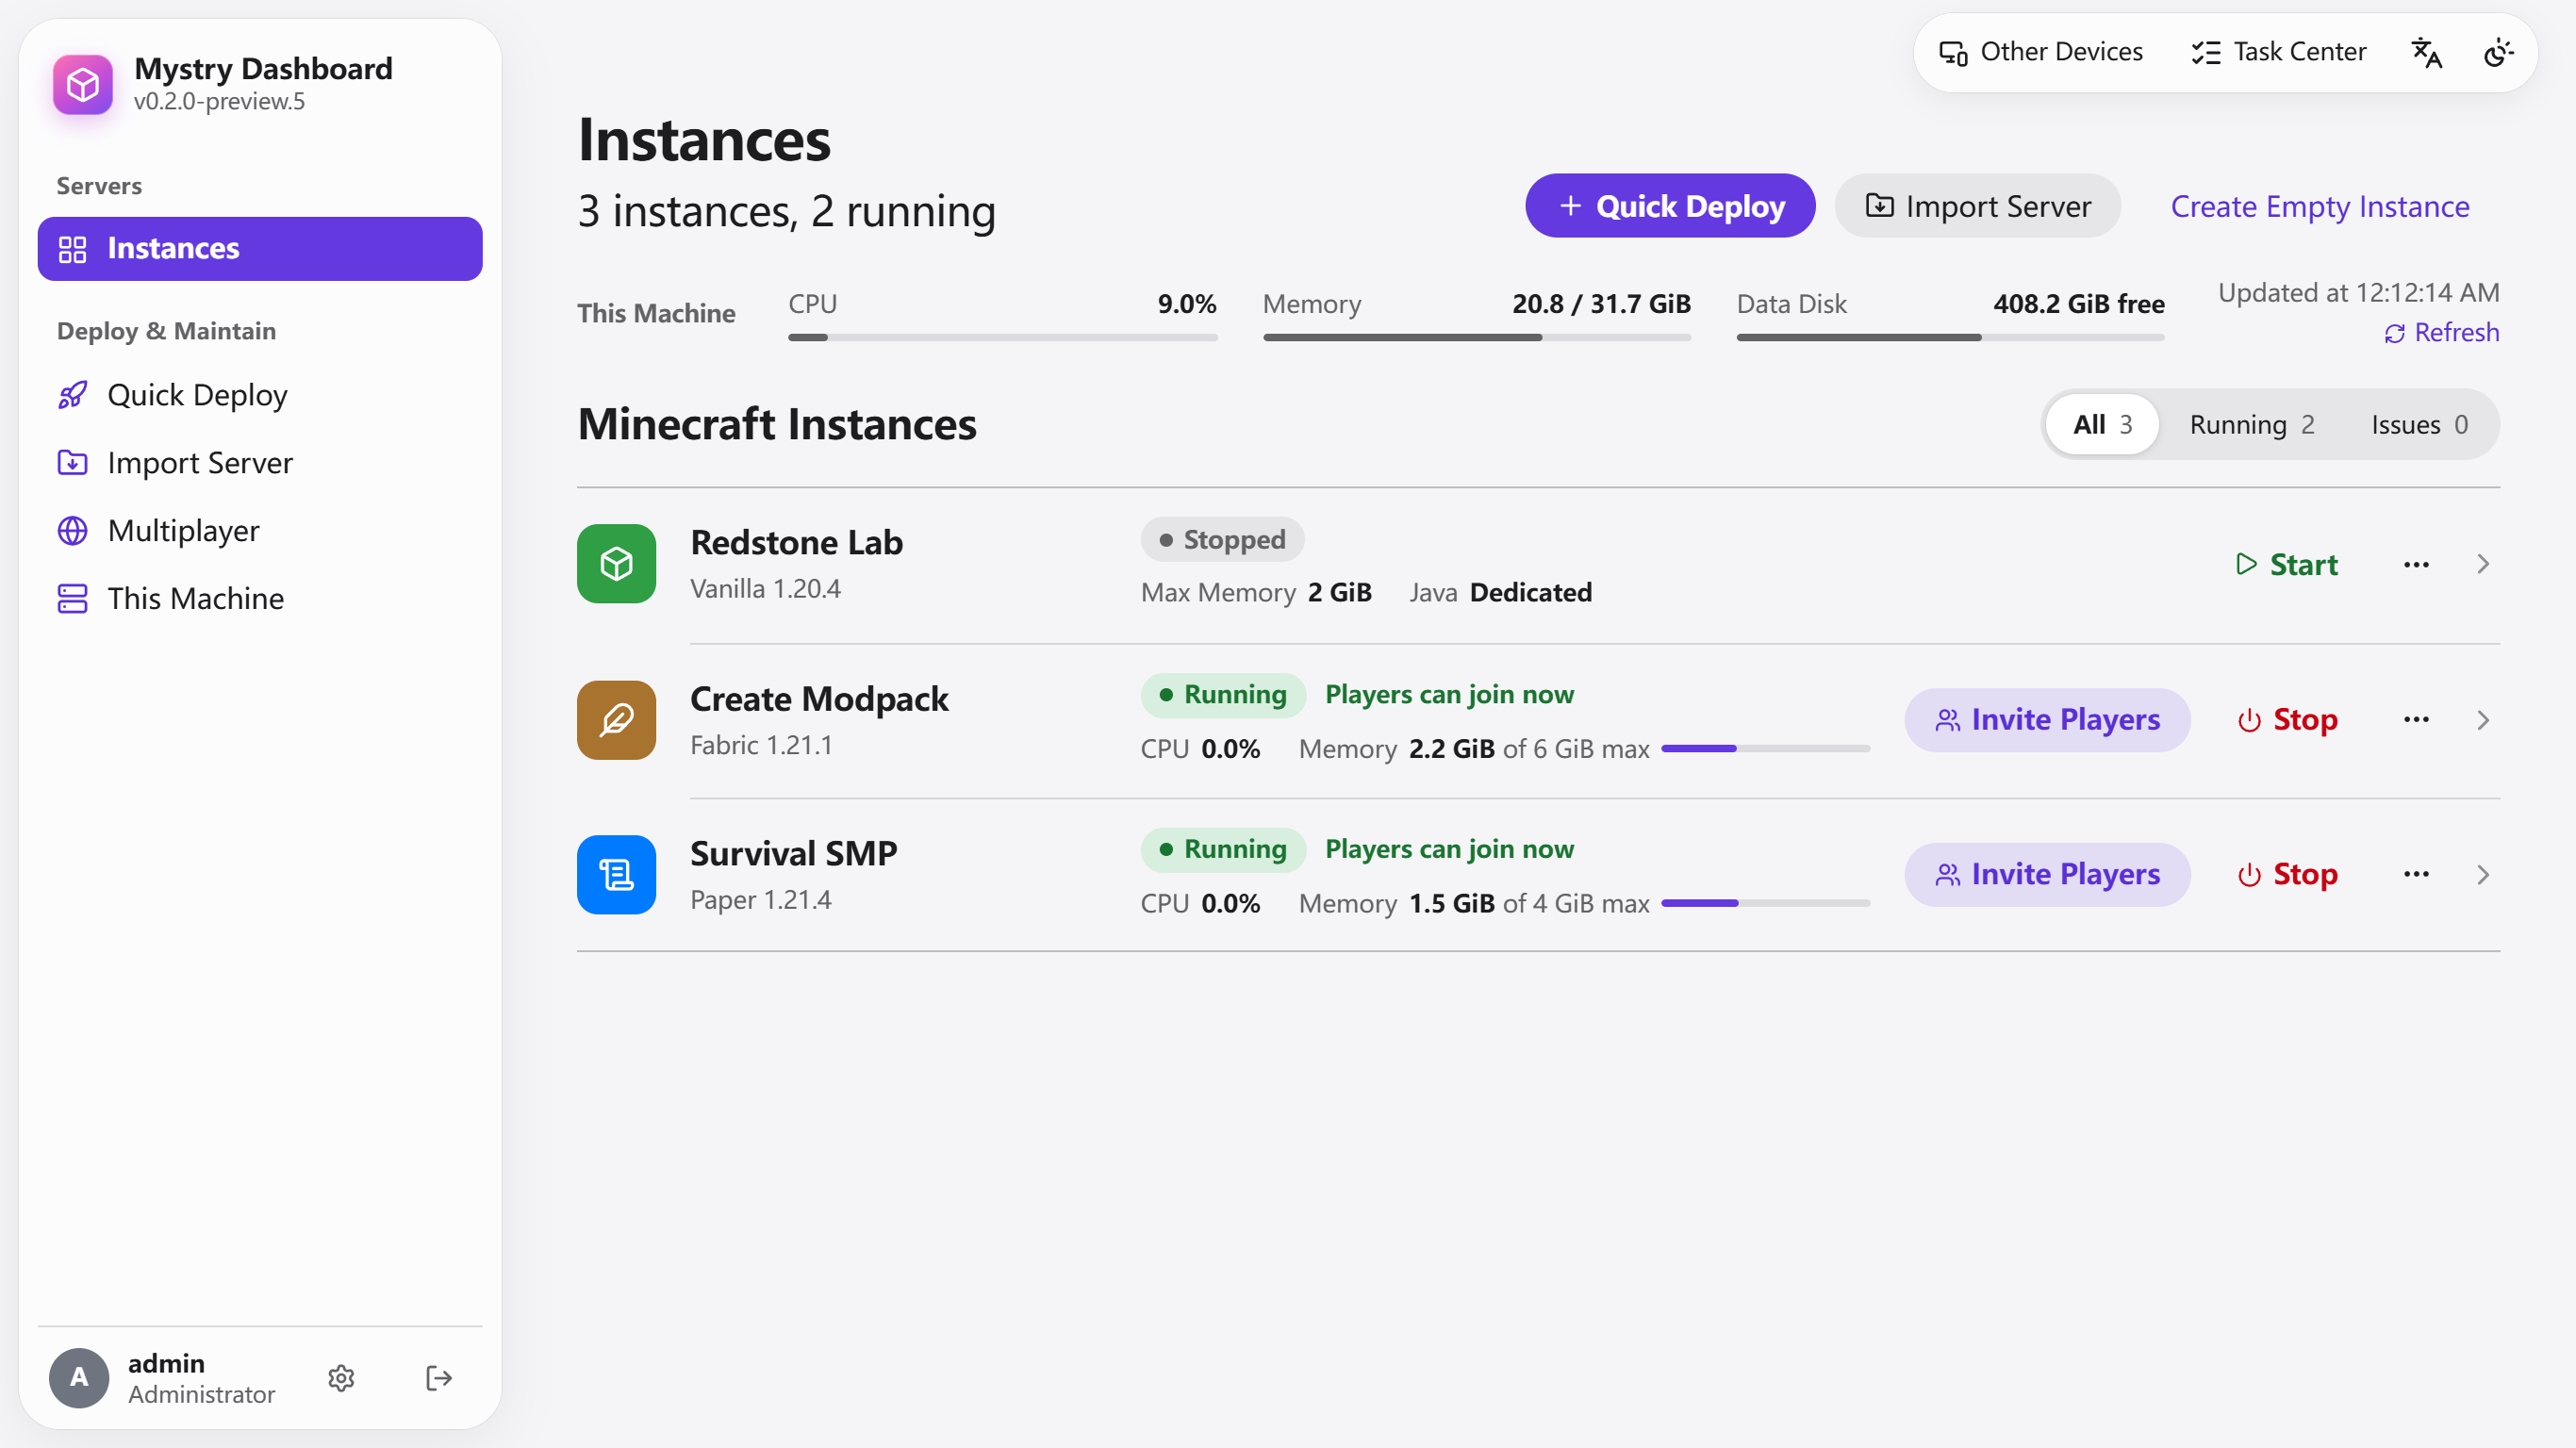 Mystry Dashboard
v0.2.0-preview.5
Servers
Instances
Deploy & Maintain
Quick Deploy
Import Server
Multiplayer
This Machine
A
admin
Administrator
Other Devices
Task Center
Instances
3 instances, 2 running
+ Quick Deploy
Import Server
Create Empty Instance
This Machine
CPU 9.0%
Memory 20.8 / 31.7 GiB
Data Disk 408.2 GiB free
Updated at 12:12:14 AM
Refresh
Minecraft Instances
All 3 Running 2 Issues 0
Redstone Lab
Vanilla 1.20.4
Stopped
Max Memory 2 GiB Java Dedicated
Start
Create Modpack
Fabric 1.21.1
Running Players can join now
CPU 0.0% Memory 2.2 GiB of 6 GiB max
Invite Players
Stop
Survival SMP
Paper 1.21.4
Running Players can join now
CPU 0.0% Memory 1.5 GiB of 4 GiB max
Invite Players
Stop